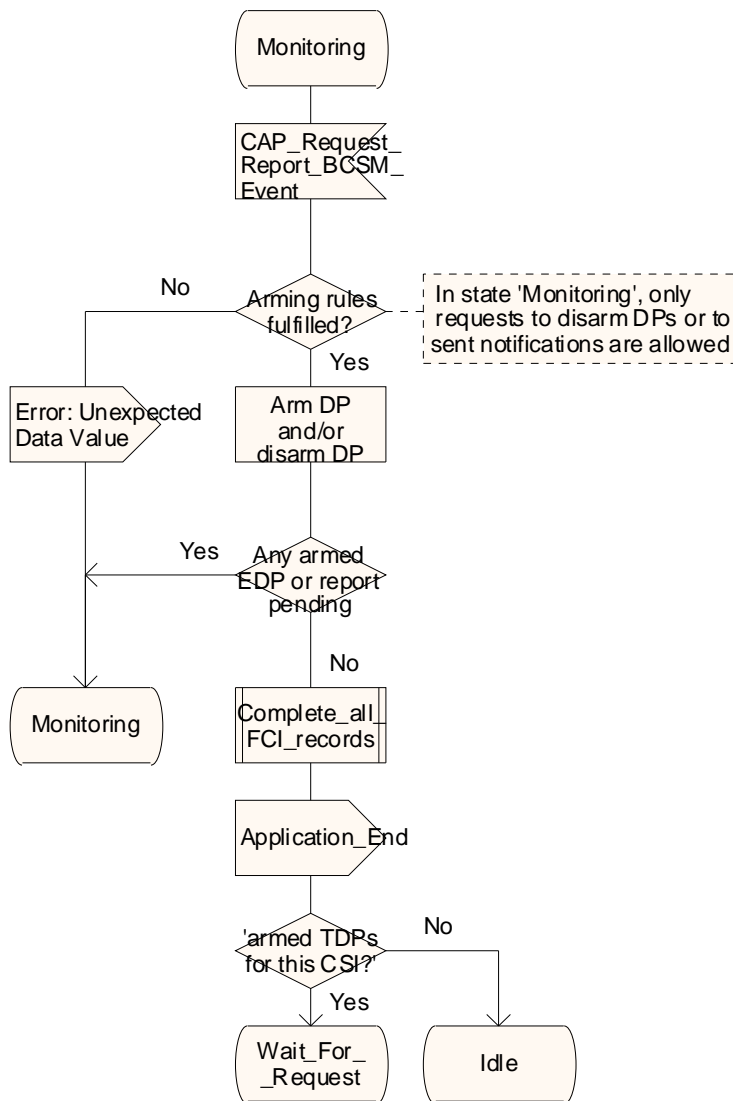 Monitoring
CAP_Request_
Report_BCSM_
Event
No
Arming rules
fulfilled?
In state 'Monitoring', only
requests to disarm DPs or to
sent notifications are allowed
Yes
Error: Unexpected
Data Value
Arm DP
and/or
disarm DP
Yes
Any armed
EDP or report
pending
No
Monitoring
Complete_all_
FCI_records
Application_End
'armed TDPs
for this CSI?'
No
Yes
Wait_For_
_Request
Idle